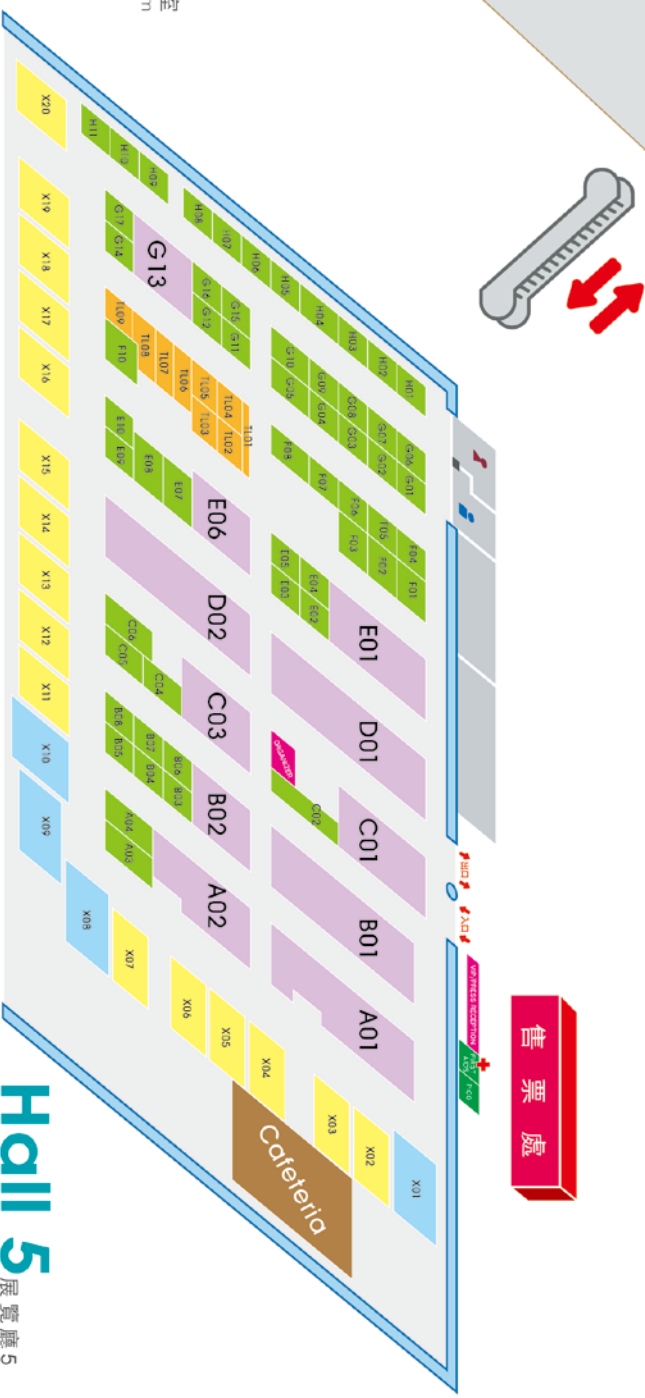 售票處
VIP/PRESS RECEPTION
FIRST
PICO
出口
入口
H01
H02
H03
H04
H05
H06
H07
H08
H09
H10
H11
G06 G01
G07 G02
G08 G03
G09 G04
G10 G05
G15 G11
G16 G12
G13
G17 G14
F04 F01
F05 F02
F06 F03
F07
F08
F10
TL01
TL04 TL02
TL05 TL03
TL06
TL07
TL08
TL09
E01
E04 E02
E05 E03
E06
E07
E08
E10 E09
D01
D02
C01
C02
ORGANIZER
C03
C04
C06 C05
B01
B02
B06 B03
B07 B04
B08 B05
A01
A02
A04 A03
X01
X02
X03
Cafeteria
X04
X05
X06
X07
X08
X09
X10
X11
X12
X13
X14
X15
X16
X17
X18
X19
X20
Hall 5
展覽廳5
室
m